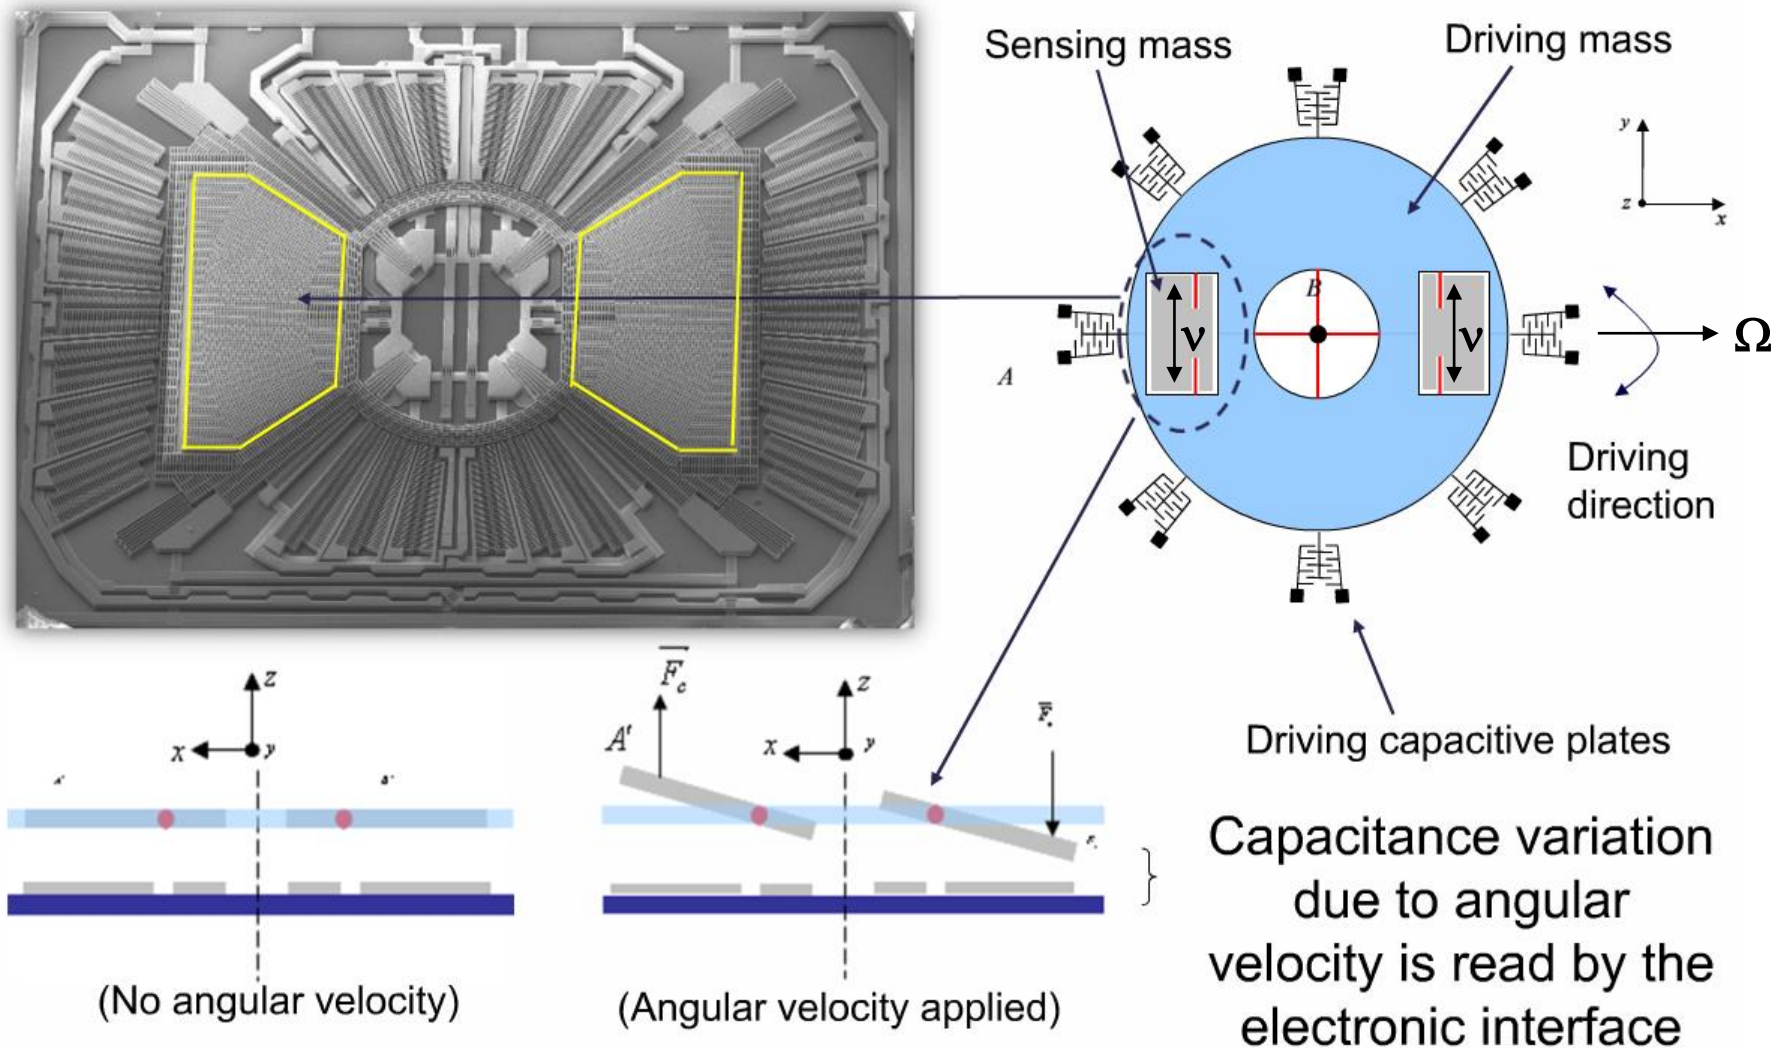 Sensing mass
Driving mass
y
z
x
B
ν
ν
Ω
A
Driving
direction
Driving capacitive plates
z
x
y
(No angular velocity)
F_c
A'
z
x
y
(Angular velocity applied)
Capacitance variation
due to angular
velocity is read by the
electronic interface